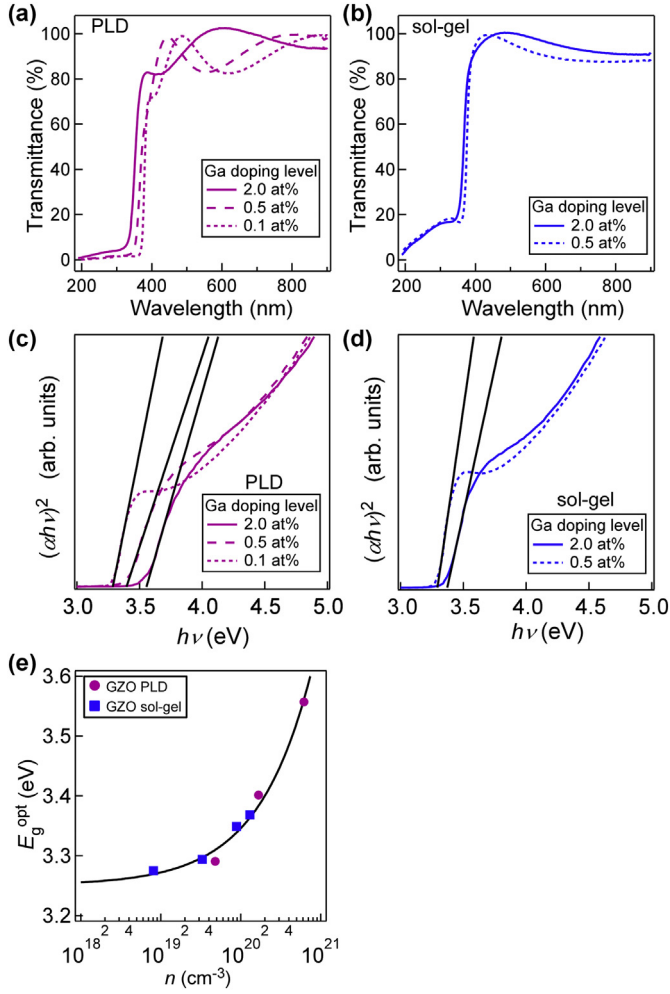 (a)
PLD
Transmittance (%)
100
80
60
40
20
0
Ga doping level
2.0 at%
0.5 at%
0.1 at%
200
400
600
800
Wavelength (nm)
(b)
sol-gel
Transmittance (%)
100
80
60
40
20
0
Ga doping level
2.0 at%
0.5 at%
200
400
600
800
Wavelength (nm)
(c)
(αhν)² (arb. units)
PLD
Ga doping level
2.0 at%
0.5 at%
0.1 at%
3.0
3.5
4.0
4.5
5.0
hν (eV)
(d)
(αhν)² (arb. units)
sol-gel
Ga doping level
2.0 at%
0.5 at%
3.0
3.5
4.0
4.5
5.0
hν (eV)
(e)
GZO PLD
GZO sol-gel
E_g^opt (eV)
3.6
3.5
3.4
3.3
3.2
10¹⁸
2
4
10¹⁹
2
4
10²⁰
2
4
10²¹
n (cm⁻³)